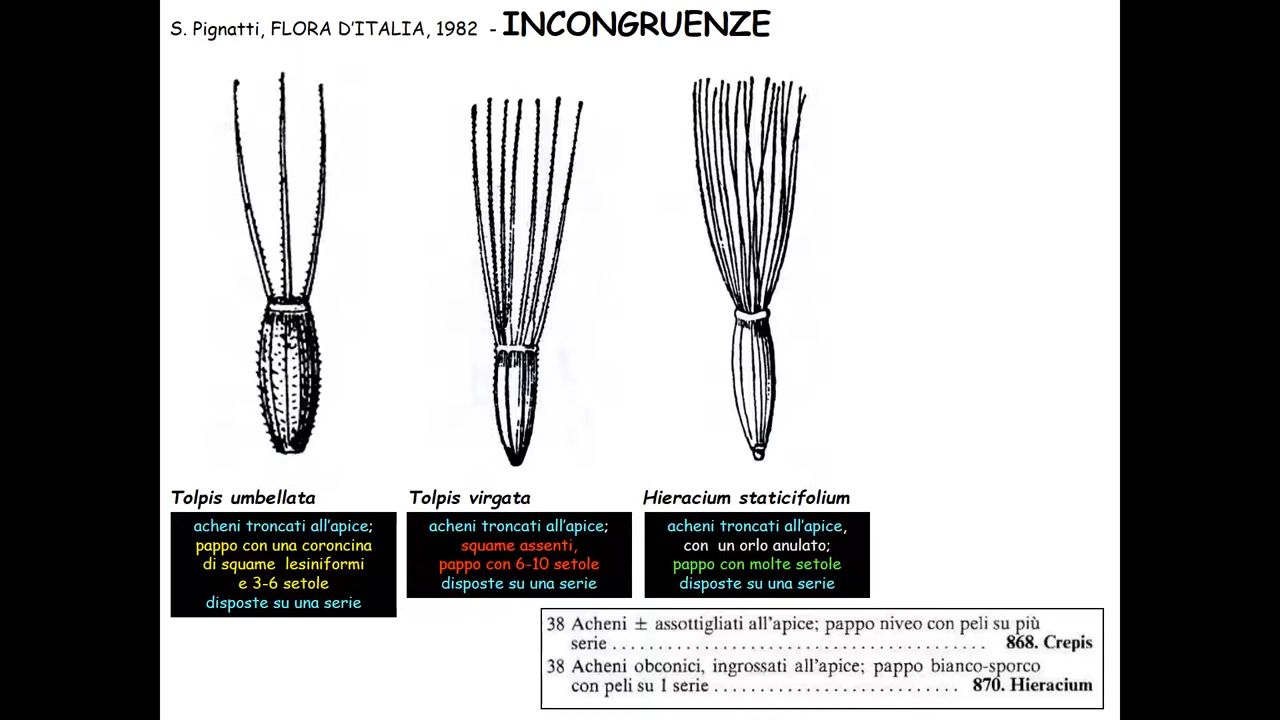 S. Pignatti, FLORA D'ITALIA, 1982 - INCONGRUENZE
Tolpis umbellata
acheni troncati all'apice;
pappo con una coroncina
di squame lesiniformi
e 3-6 setole
disposte su una serie
Tolpis virgata
acheni troncati all'apice;
squame assenti,
pappo con 6-10 setole
disposte su una serie
Hieracium staticifolium
acheni troncati all'apice,
con un orlo anulato;
pappo con molte setole
disposte su una serie
38 Acheni ± assottigliati all'apice; pappo niveo con peli su più
serie ...................................... 868. Crepis
38 Acheni obconici, ingrossati all'apice; pappo bianco-sporco
con peli su 1 serie ......................... 870. Hieracium